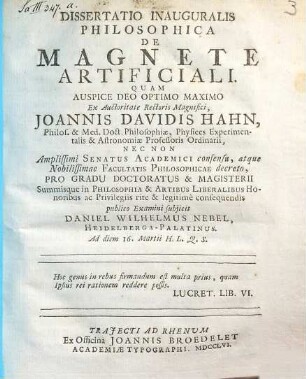 3
DISSERTATIO INAUGURALIS
PHILOSOPHICA
DE
MAGNETE
ARTIFICIALI.
QUAM
AUSPICE DEO OPTIMO MAXIMO
Ex Auctoritate Rectoris Magnifici,
JOANNIS DAVIDIS HAHN,
Philos. & Med. Doct. Philosophiæ, Physices Experimen-
talis & Astronomiæ Professoris Ordinarii,
NEC NON
Amplissimi SENATUS ACADEMICI consensu, atque
Nobilissimae FACULTATIS PHILOSOPHICAE decreto,
PRO GRADU DOCTORATUS & MAGISTERII
Summisque in PHILOSOPHIA & ARTIBUS LIBERALIBUS Ho-
noribus ac Privilegiis rite & legitimè consequendis
publico Examini subjicit
DANIEL WILHELMUS NEBEL,
HEIDELBERGA-PALATINUS.
Ad diem 16. Martii H. L. Q. S.
Hoc genus in rebus firmandum est multa prius, quam
Ipsius rei rationem reddere possis.
LUCRET. LIB. VI.
TRAJECTI AD RHENUM
Ex Officina JOANNIS BROEDELET
ACADEMIÆ TYPOGRAPHI. MDCCLVI.